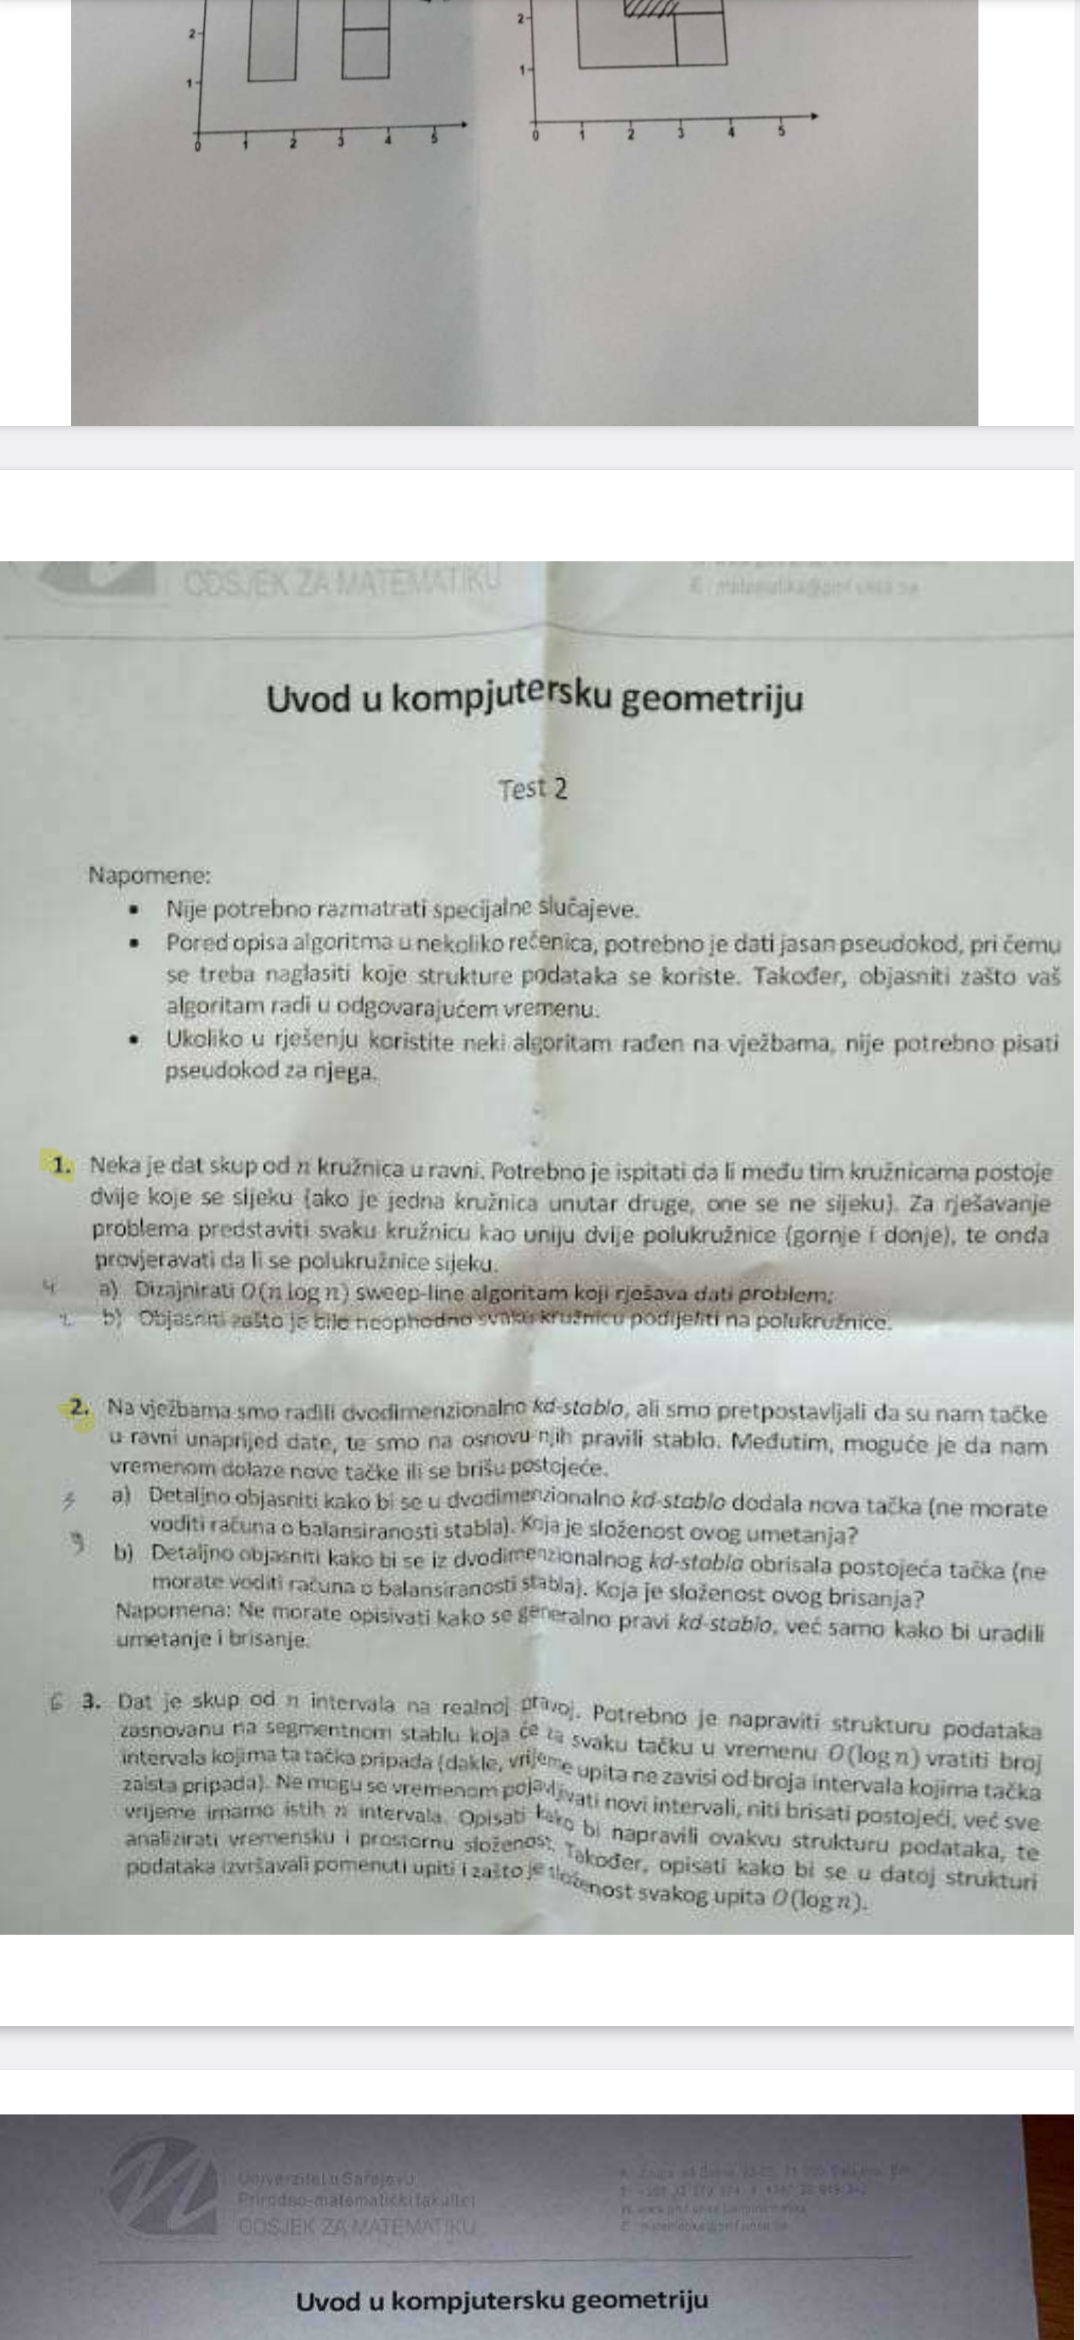 2
1
0 1 2 3 4 5
2
1
0 1 2 3 4 5
ODSJEK ZA MATEMATIKU
Uvod u kompjutersku geometriju
Test 2
Napomene:
• Nije potrebno razmatrati specijalne slučajeve.
• Pored opisa algoritma u nekoliko rečenica, potrebno je dati jasan pseudokod, pri čemu
se treba naglasiti koje strukture podataka se koriste. Također, objasniti zašto vaš
algoritam radi u odgovarajućem vremenu.
• Ukoliko u rješenju koristite neki algoritam rađen na vježbama, nije potrebno pisati
pseudokod za njega.
1. Neka je dat skup od n kružnica u ravni. Potrebno je ispitati da li među tim kružnicama postoje
dvije koje se sijeku (ako je jedna kružnica unutar druge, one se ne sijeku). Za rješavanje
problema predstaviti svaku kružnicu kao uniju dvije polukružnice (gornje i donje), te onda
provjeravati da li se polukružnice sijeku.
4 a) Dizajnirati O(n log n) sweep-line algoritam koji rješava dati problem;
b) Objasniti zašto je bilo neophodno svaku kružnicu podijeliti na polukružnice.
2. Na vježbama smo radili dvodimenzionalno kd-stablo, ali smo pretpostavljali da su nam tačke
u ravni unaprijed date, te smo na osnovu njih pravili stablo. Međutim, moguće je da nam
vremenom dolaze nove tačke ili se brišu postojeće.
a) Detaljno objasniti kako bi se u dvodimenzionalno kd-stablo dodala nova tačka (ne morate
voditi računa o balansiranosti stabla). Koja je složenost ovog umetanja?
b) Detaljno objasniti kako bi se iz dvodimenzionalnog kd-stabla obrisala postojeća tačka (ne
morate voditi računa o balansiranosti stabla). Koja je složenost ovog brisanja?
Napomena: Ne morate opisivati kako se generalno pravi kd-stablo, već samo kako bi uradili
umetanje i brisanje.
6 3. Dat je skup od n intervala na realnoj pravoj. Potrebno je napraviti strukturu podataka
zasnovanu na segmentnom stablu koja će za svaku tačku u vremenu O(log n) vratiti broj
intervala kojima ta tačka pripada (dakle, vrijeme upita ne zavisi od broja intervala kojima tačka
zaista pripada). Ne mogu se vremenom pojavljivati novi intervali, niti brisati postojeći, već sve
vrijeme imamo istih n intervala. Opisati kako bi napravili ovakvu strukturu podataka, te
analizirati vremensku i prostornu složenost. Također, opisati kako bi se u datoj strukturi
podataka izvršavali pomenuti upiti i zašto je složenost svakog upita O(log n).
Univerzitet u Sarajevu
Prirodno-matematički fakultet
ODSJEK ZA MATEMATIKU
Uvod u kompjutersku geometriju